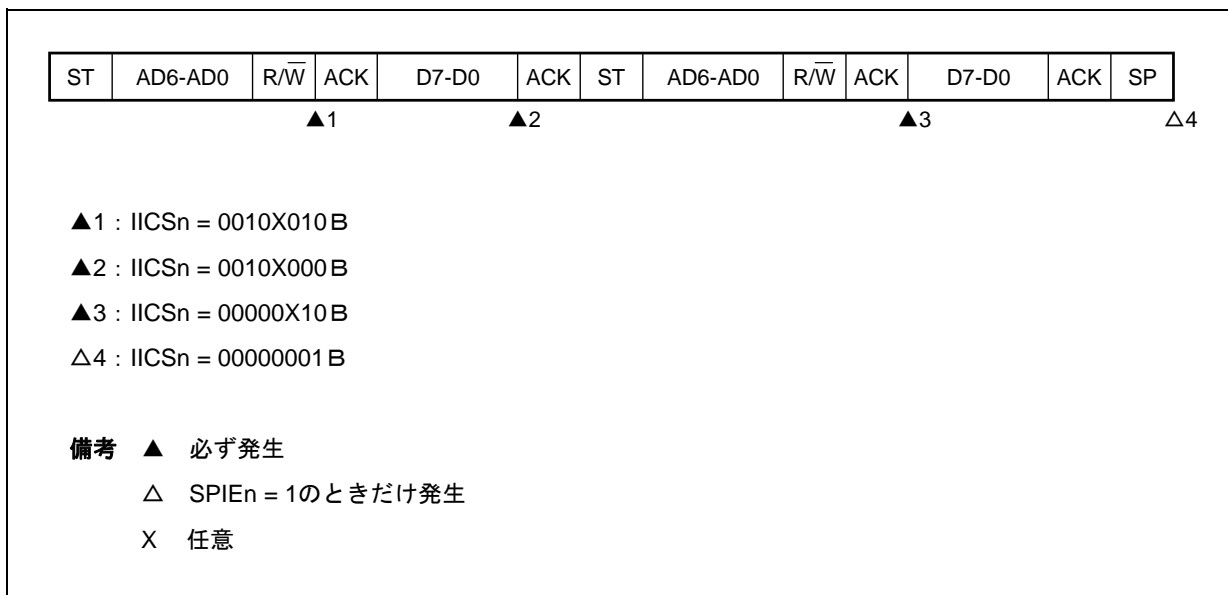 ST AD6-AD0 R/W̅ ACK D7-D0 ACK ST AD6-AD0 R/W̅ ACK D7-D0 ACK SP
▲1 ▲2 ▲3 △4
▲1：IICSn = 0010X010B
▲2：IICSn = 0010X000B
▲3：IICSn = 00000X10B
△4：IICSn = 00000001B
備考 ▲ 必ず発生
△ SPIEn = 1のときだけ発生
X 任意